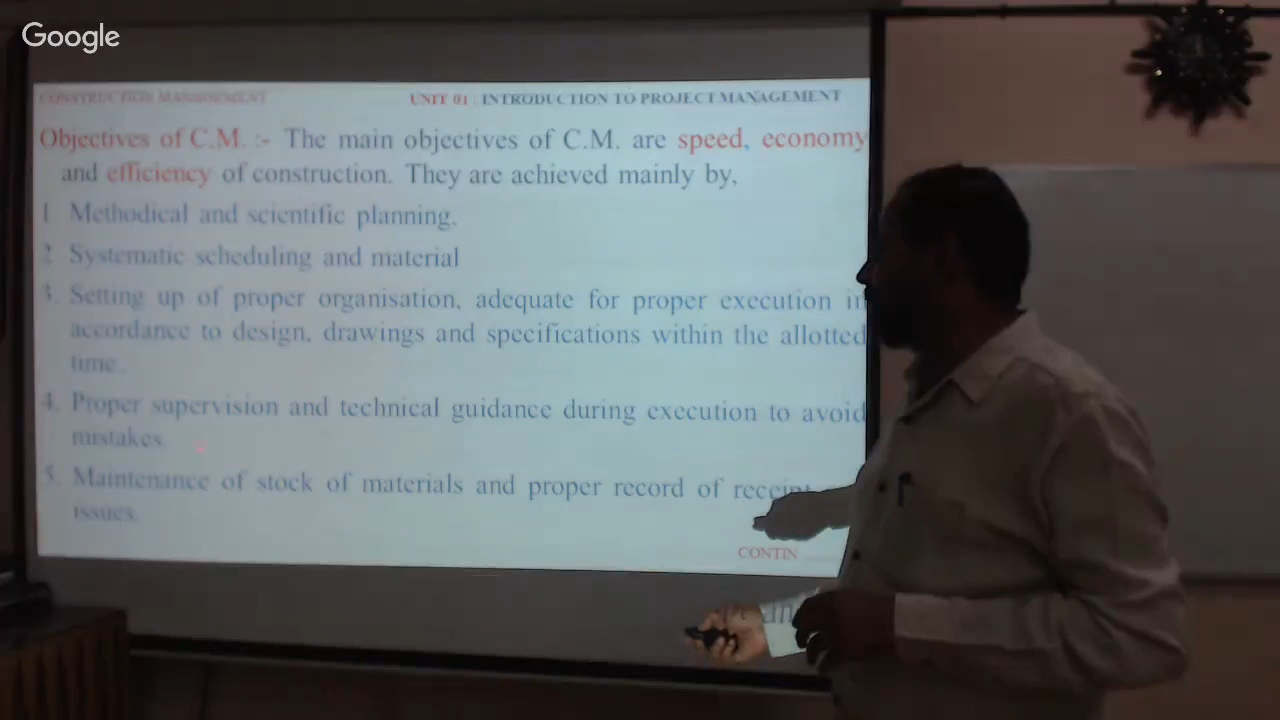 Google
CONSTRUCTION MANAGEMENT UNIT 01 : INTRODUCTION TO PROJECT MANAGEMENT
Objectives of C.M. :- The main objectives of C.M. are speed, economy
and efficiency of construction. They are achieved mainly by,
1 Methodical and scientific planning.
2 Systematic scheduling and material
3. Setting up of proper organisation, adequate for proper execution in
accordance to design, drawings and specifications within the allotted
time.
4. Proper supervision and technical guidance during execution to avoid
mistakes.
5. Maintenance of stock of materials and proper record of receipt
issues.
CONTIN